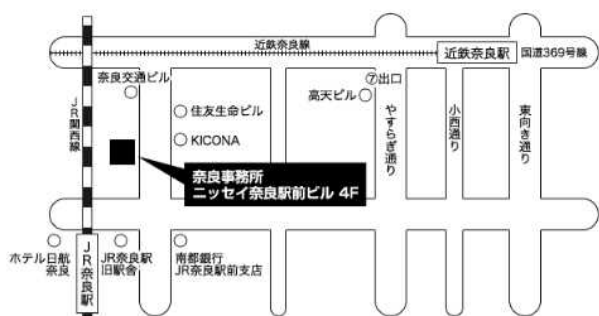 近鉄奈良線
近鉄奈良駅
国道369号線
奈良交通ビル
⑦出口
高天ビル
住友生命ビル
KICONA
JR関西線
やすらぎ通り
小西通り
東向き通り
奈良事務所
ニッセイ奈良駅前ビル 4F
ホテル日航
奈良
JR奈良駅
JR奈良駅
旧駅舎
南都銀行
JR奈良駅前支店